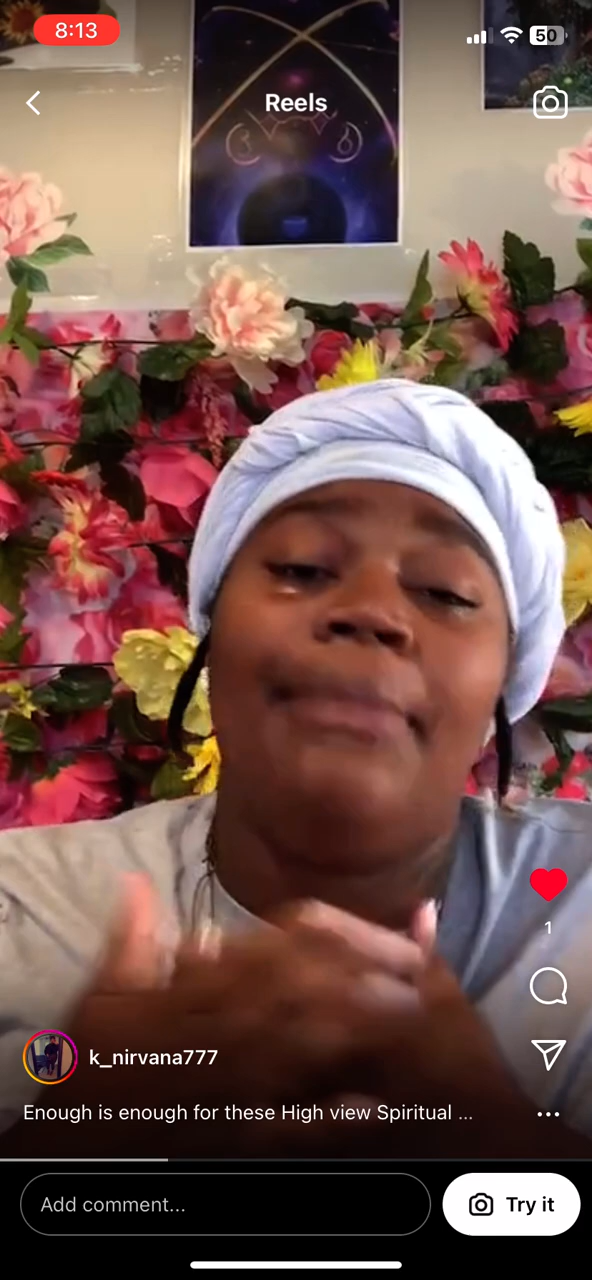 8:13
50
Reels
1
k_nirvana777
Enough is enough for these High view Spiritual ...
Add comment...
Try it